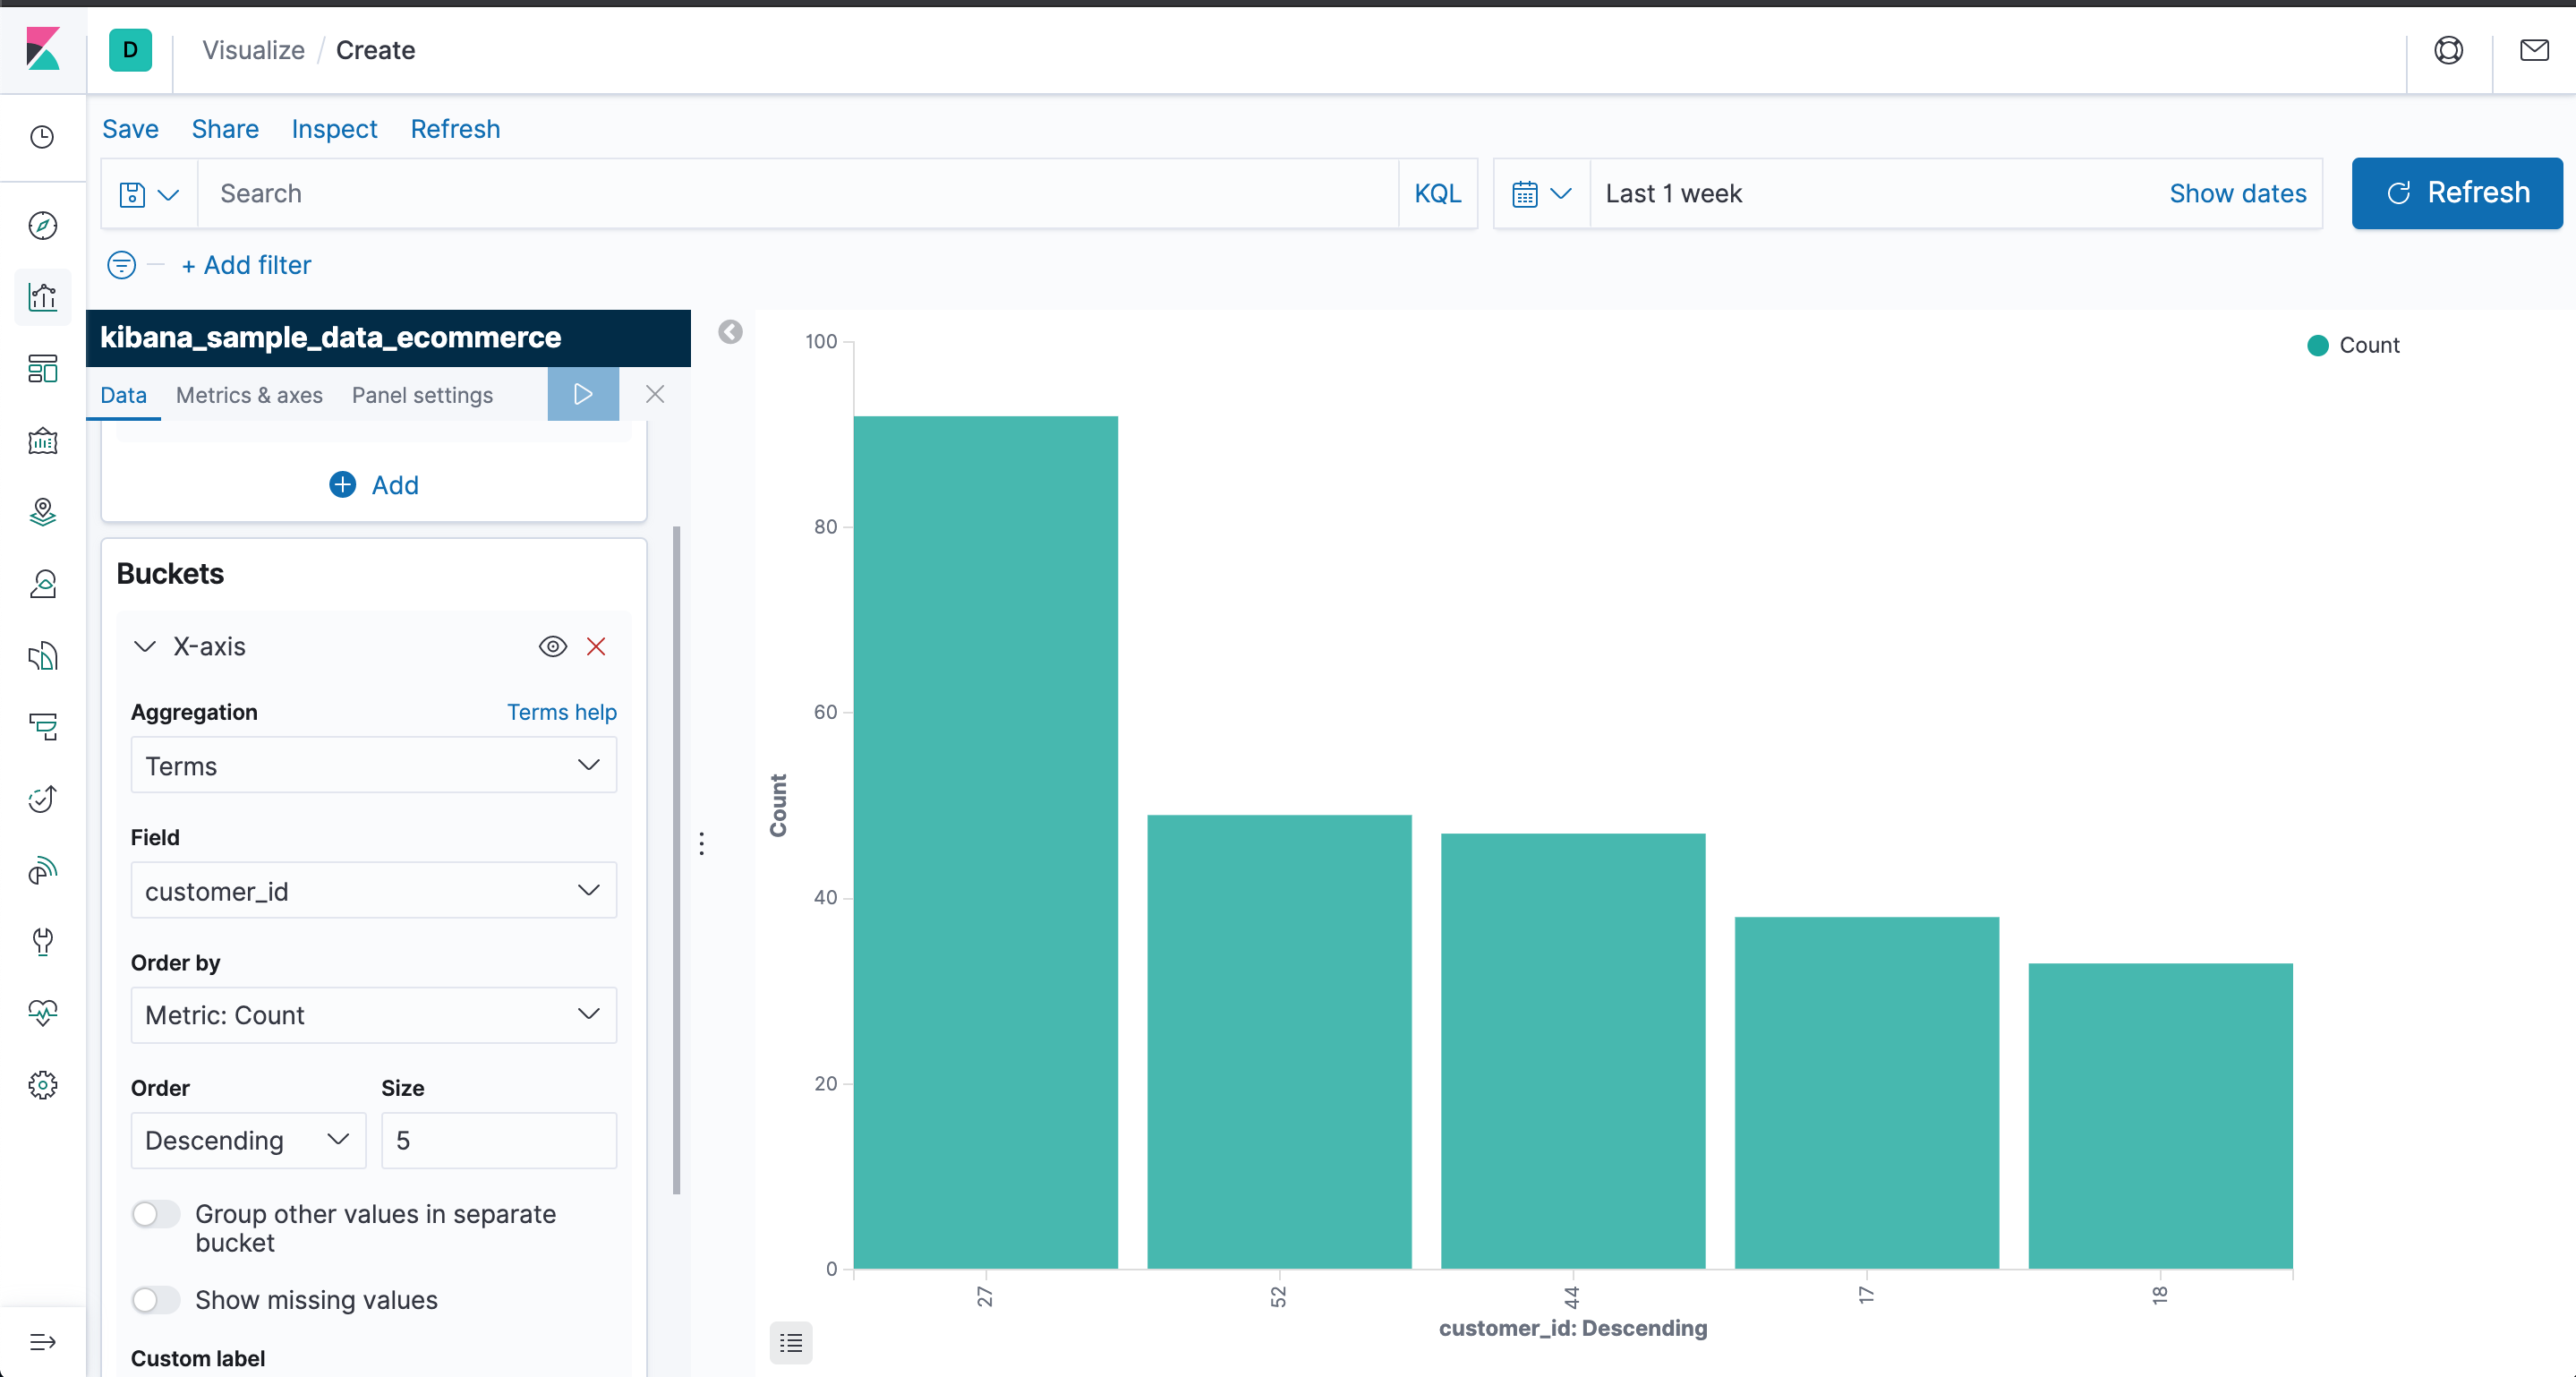 D
Visualize / Create
Save Share Inspect Refresh
Search KQL Last 1 week Show dates Refresh
+ Add filter
kibana_sample_data_ecommerce
Data Metrics & axes Panel settings
Add
Buckets
X-axis
Aggregation Terms help
Terms
Field
customer_id
Order by
Metric: Count
Order Size
Descending 5
Group other values in separate
bucket
Show missing values
Custom label
Count
100
80
60
40
20
0
Count
27 52 44 17 18
customer_id: Descending